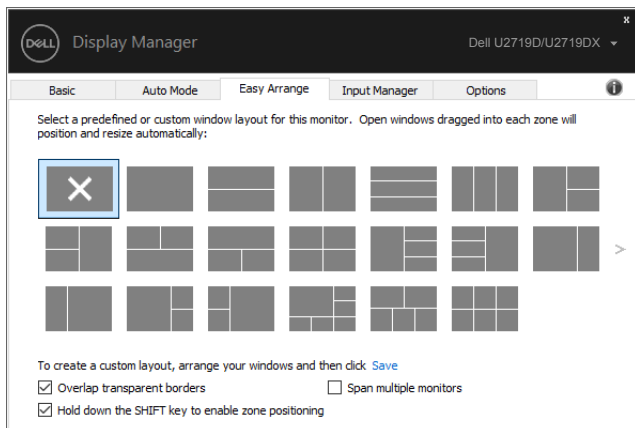 DELL Display Manager Dell U2719D/U2719DX
Basic Auto Mode Easy Arrange Input Manager Options
Select a predefined or custom window layout for this monitor. Open windows dragged into each zone will
position and resize automatically:
To create a custom layout, arrange your windows and then click Save
Overlap transparent borders Span multiple monitors
Hold down the SHIFT key to enable zone positioning